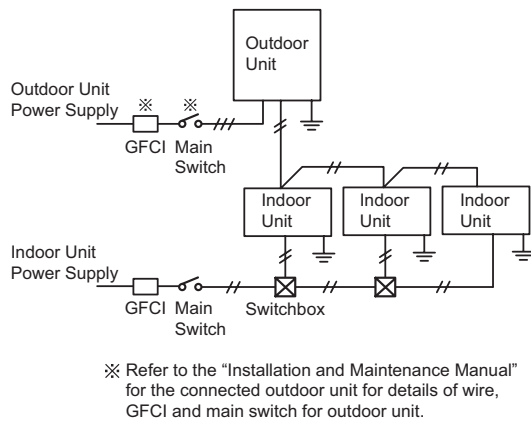 Outdoor
Unit
Outdoor Unit
Power Supply
※ ※
GFCI Main
Switch
Indoor
Unit
Indoor
Unit
Indoor
Unit
Indoor Unit
Power Supply
GFCI Main
Switch
Switchbox
※ Refer to the “Installation and Maintenance Manual”
for the connected outdoor unit for details of wire,
GFCI and main switch for outdoor unit.